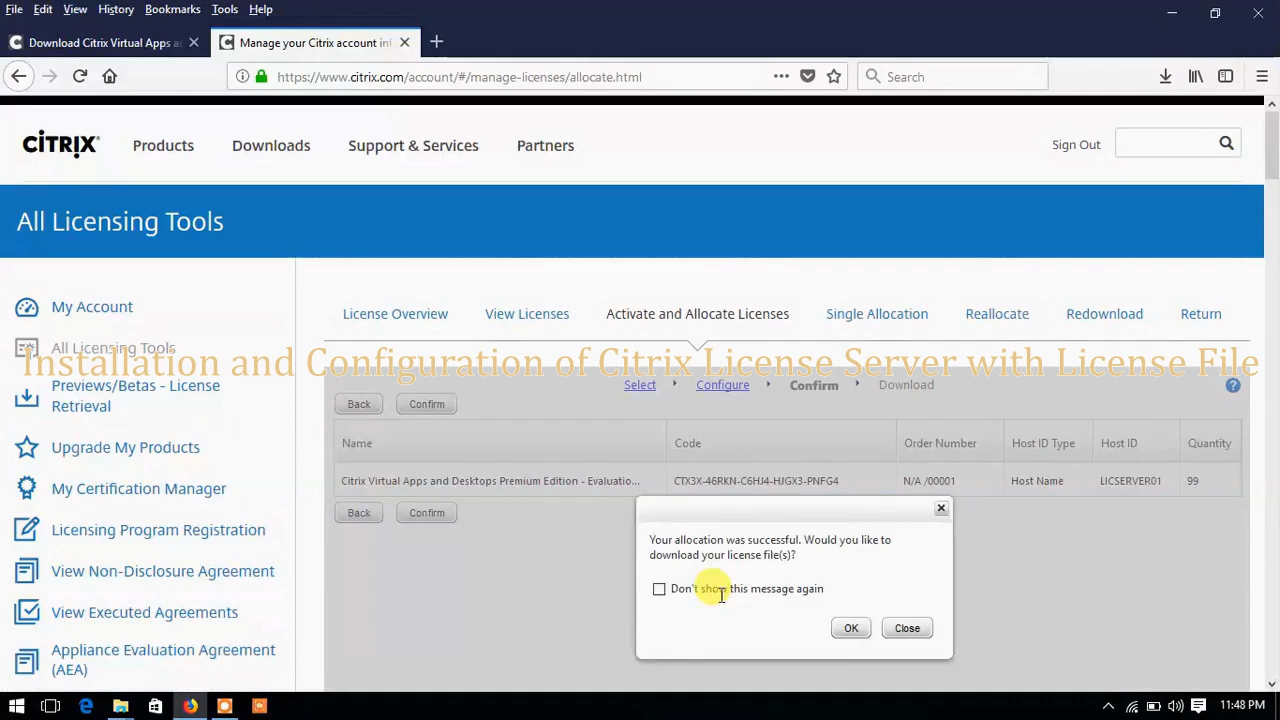 File Edit View History Bookmarks Tools Help
Download Citrix Virtual Apps a
Manage your Citrix account inf
https://www.citrix.com/account/#/manage-licenses/allocate.html
Search
CITRIX
Products Downloads Support & Services Partners
Sign Out
All Licensing Tools
My Account
All Licensing Tools
Previews/Betas - License
Retrieval
Upgrade My Products
My Certification Manager
Licensing Program Registration
View Non-Disclosure Agreement
View Executed Agreements
Appliance Evaluation Agreement
(AEA)
License Overview View Licenses Activate and Allocate Licenses Single Allocation Reallocate Redownload Return
Installation and Configuration of Citrix License Server with License File
Select Configure Confirm Download
Back Confirm
Name Code Order Number Host ID Type Host ID Quantity
Citrix Virtual Apps and Desktops Premium Edition - Evaluatio... CTX3X-46RKN-C6HJ4-HJGX3-PNFG4 N/A /00001 Host Name LICSERVER01 99
Back Confirm
Your allocation was successful. Would you like to
download your license file(s)?
Don't show this message again
OK Close
11:48 PM